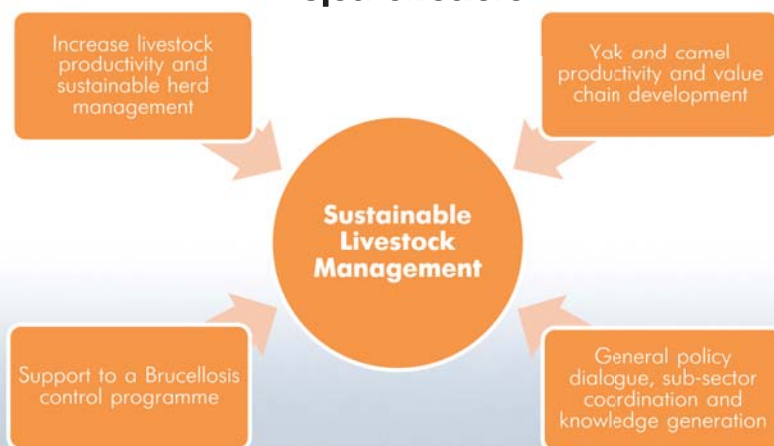 Increase livestock
productivity and
sustainable herd
management
Yak and camel
productivity and value
chain development
Sustainable
Livestock
Management
Support to a Brucellosis
control programme
General policy
dialogue, sub-sector
coordination and
knowledge generation